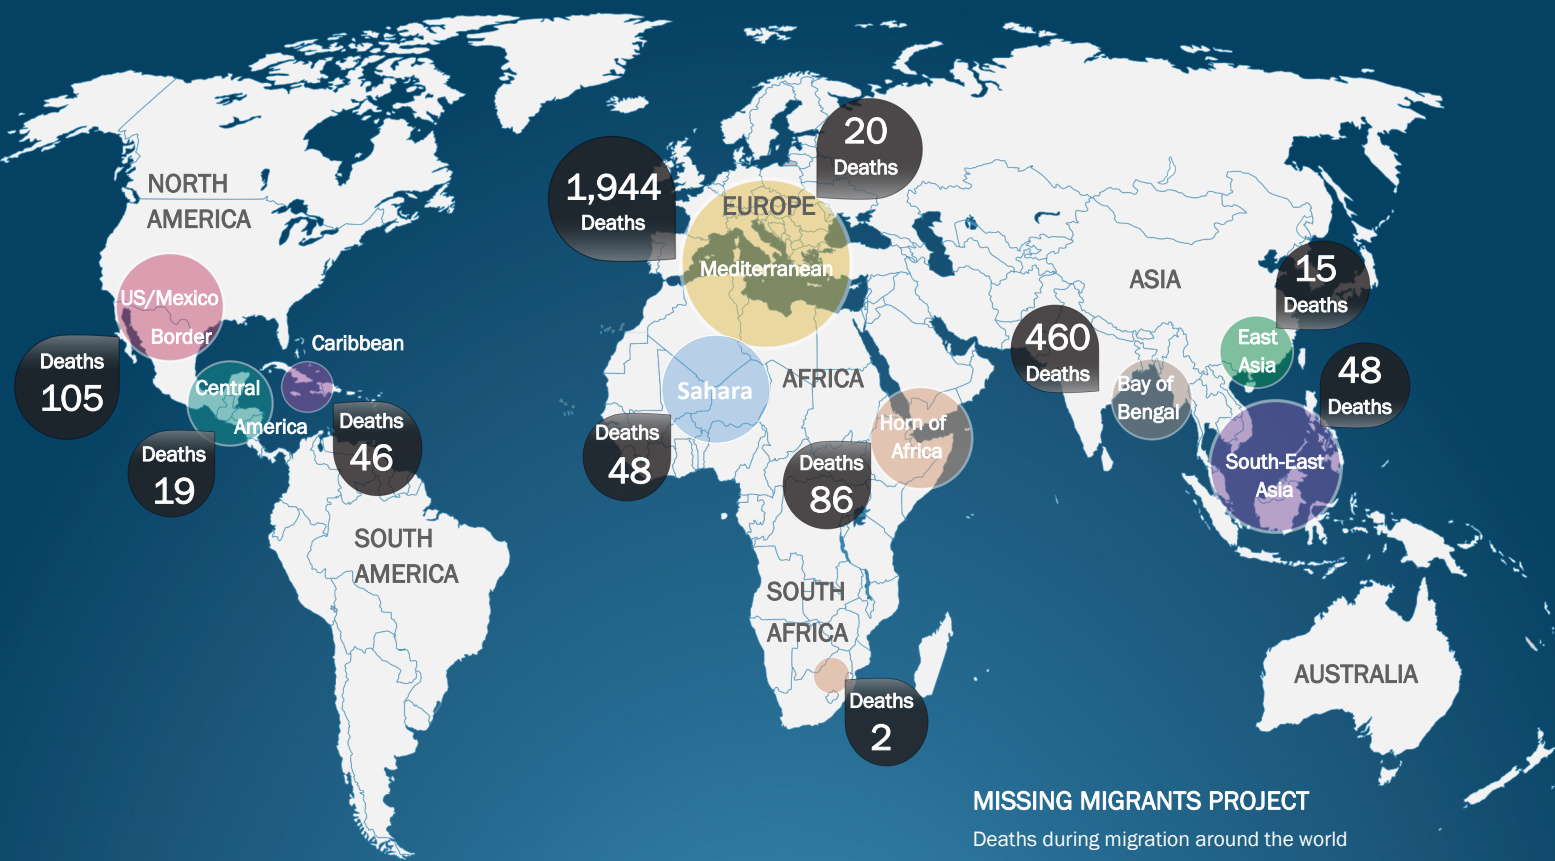 20
Deaths
1,944
Deaths
NORTH
AMERICA
EUROPE
Mediterranean
ASIA
15
Deaths
US/Mexico
Border
Caribbean
460
Deaths
East
Asia
48
Deaths
Deaths
105
Central
America
Sahara
AFRICA
Bay of
Bengal
Deaths
46
Deaths
19
Deaths
48
Horn of
Africa
Deaths
86
South-East
Asia
SOUTH
AMERICA
SOUTH
AFRICA
Deaths
2
AUSTRALIA
MISSING MIGRANTS PROJECT
Deaths during migration around the world